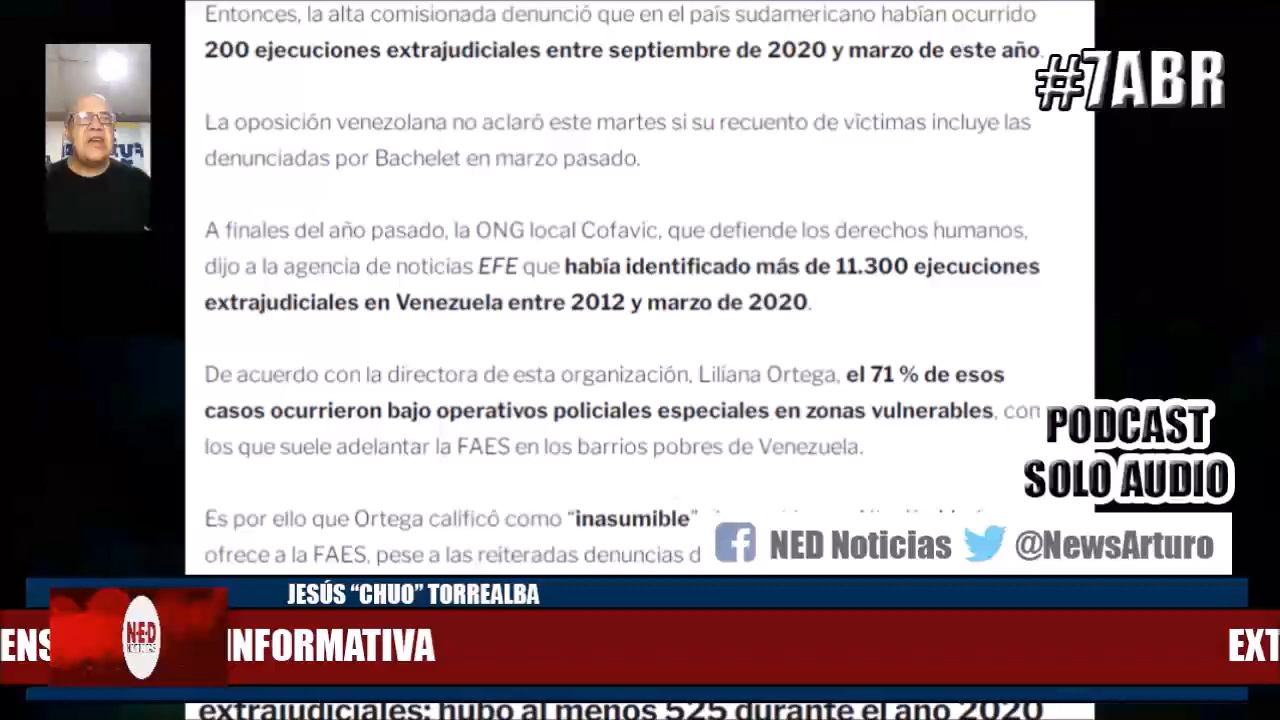 Entonces, la alta comisionada denunció que en el país sudamericano habían ocurrido
200 ejecuciones extrajudiciales entre septiembre de 2020 y marzo de este año.
#7ABR
La oposición venezolana no aclaró este martes si su recuento de víctimas incluye las
denunciadas por Bachelet en marzo pasado.
A finales del año pasado, la ONG local Cofavic, que defiende los derechos humanos,
dijo a la agencia de noticias EFE que había identificado más de 11.300 ejecuciones
extrajudiciales en Venezuela entre 2012 y marzo de 2020.
De acuerdo con la directora de esta organización, Liliana Ortega, el 71 % de esos
casos ocurrieron bajo operativos policiales especiales en zonas vulnerables, con
los que suele adelantar la FAES en los barrios pobres de Venezuela.
PODCAST
SOLO AUDIO
Es por ello que Ortega calificó como “inasumible”
ofrece a la FAES, pese a las reiteradas denuncias d
NED Noticias @NewsArturo
JESÚS “CHUO” TORREALBA
ENS
N-E-D
NOTICIAS
INFORMATIVA
EXT
extrajudiciales: hubo al menos 525 durante el año 2020